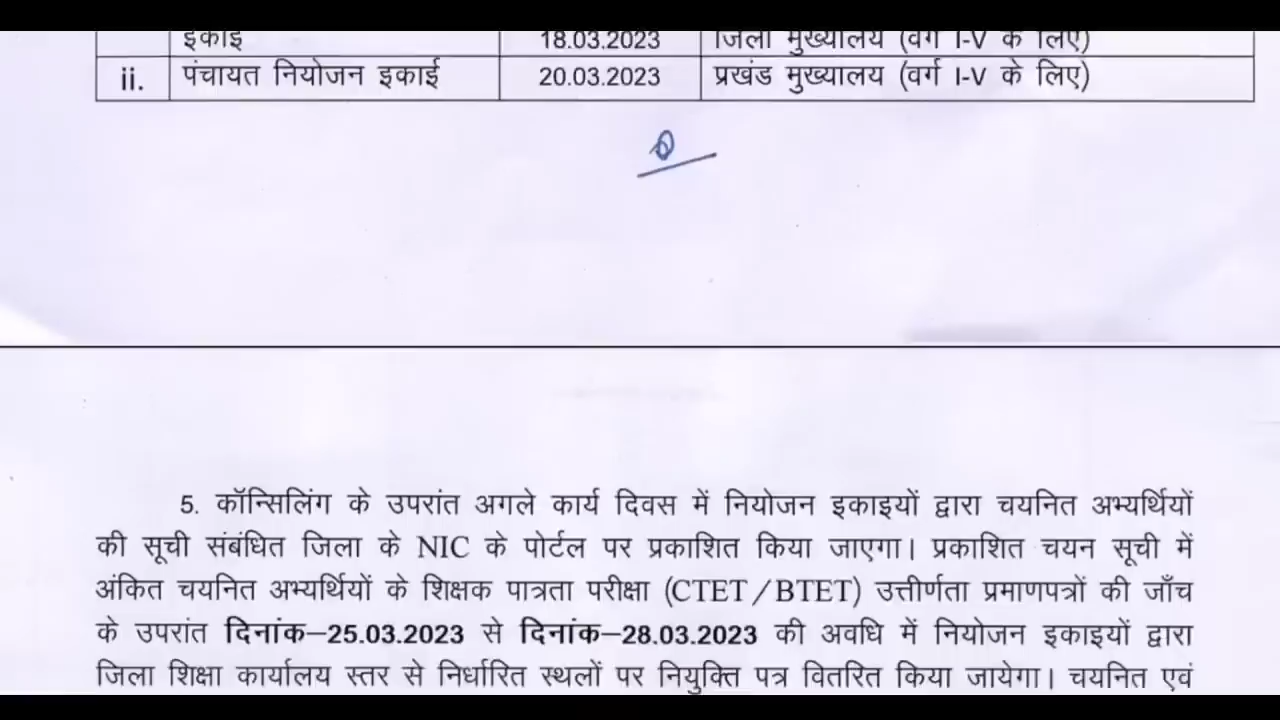 इकाई 18.03.2023 जिला मुख्यालय (वर्ग I-V के लिए)
ii. पंचायत नियोजन इकाई 20.03.2023 प्रखंड मुख्यालय (वर्ग I-V के लिए)
5. कॉन्सिलिंग के उपरांत अगले कार्य दिवस में नियोजन इकाइयों द्वारा चयनित अभ्यर्थियों
की सूची संबंधित जिला के NIC के पोर्टल पर प्रकाशित किया जाएगा। प्रकाशित चयन सूची में
अंकित चयनित अभ्यर्थियों के शिक्षक पात्रता परीक्षा (CTET/BTET) उत्तीर्णता प्रमाणपत्रों की जाँच
के उपरांत दिनांक–25.03.2023 से दिनांक–28.03.2023 की अवधि में नियोजन इकाइयों द्वारा
जिला शिक्षा कार्यालय स्तर से निर्धारित स्थलों पर नियुक्ति पत्र वितरित किया जायेगा। चयनित एवं